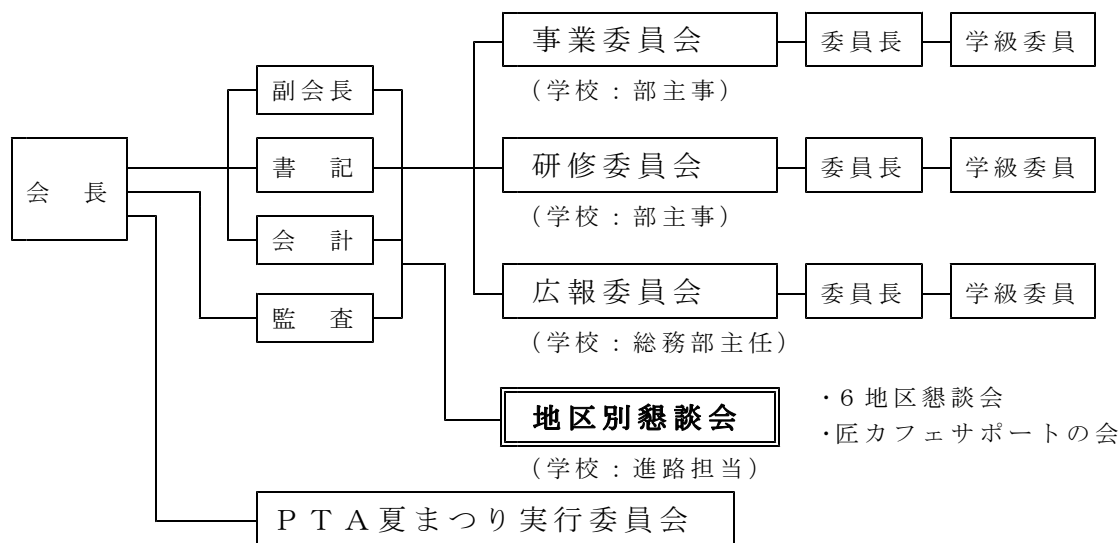 事業委員会 委員長 学級委員
（学校：部主事）
副会長
会　長
書　記
研修委員会 委員長 学級委員
（学校：部主事）
会　計
監　査
広報委員会 委員長 学級委員
（学校：総務部主任）
地区別懇談会
（学校：進路担当）
・６地区懇談会
・匠カフェサポートの会
ＰＴＡ夏まつり実行委員会